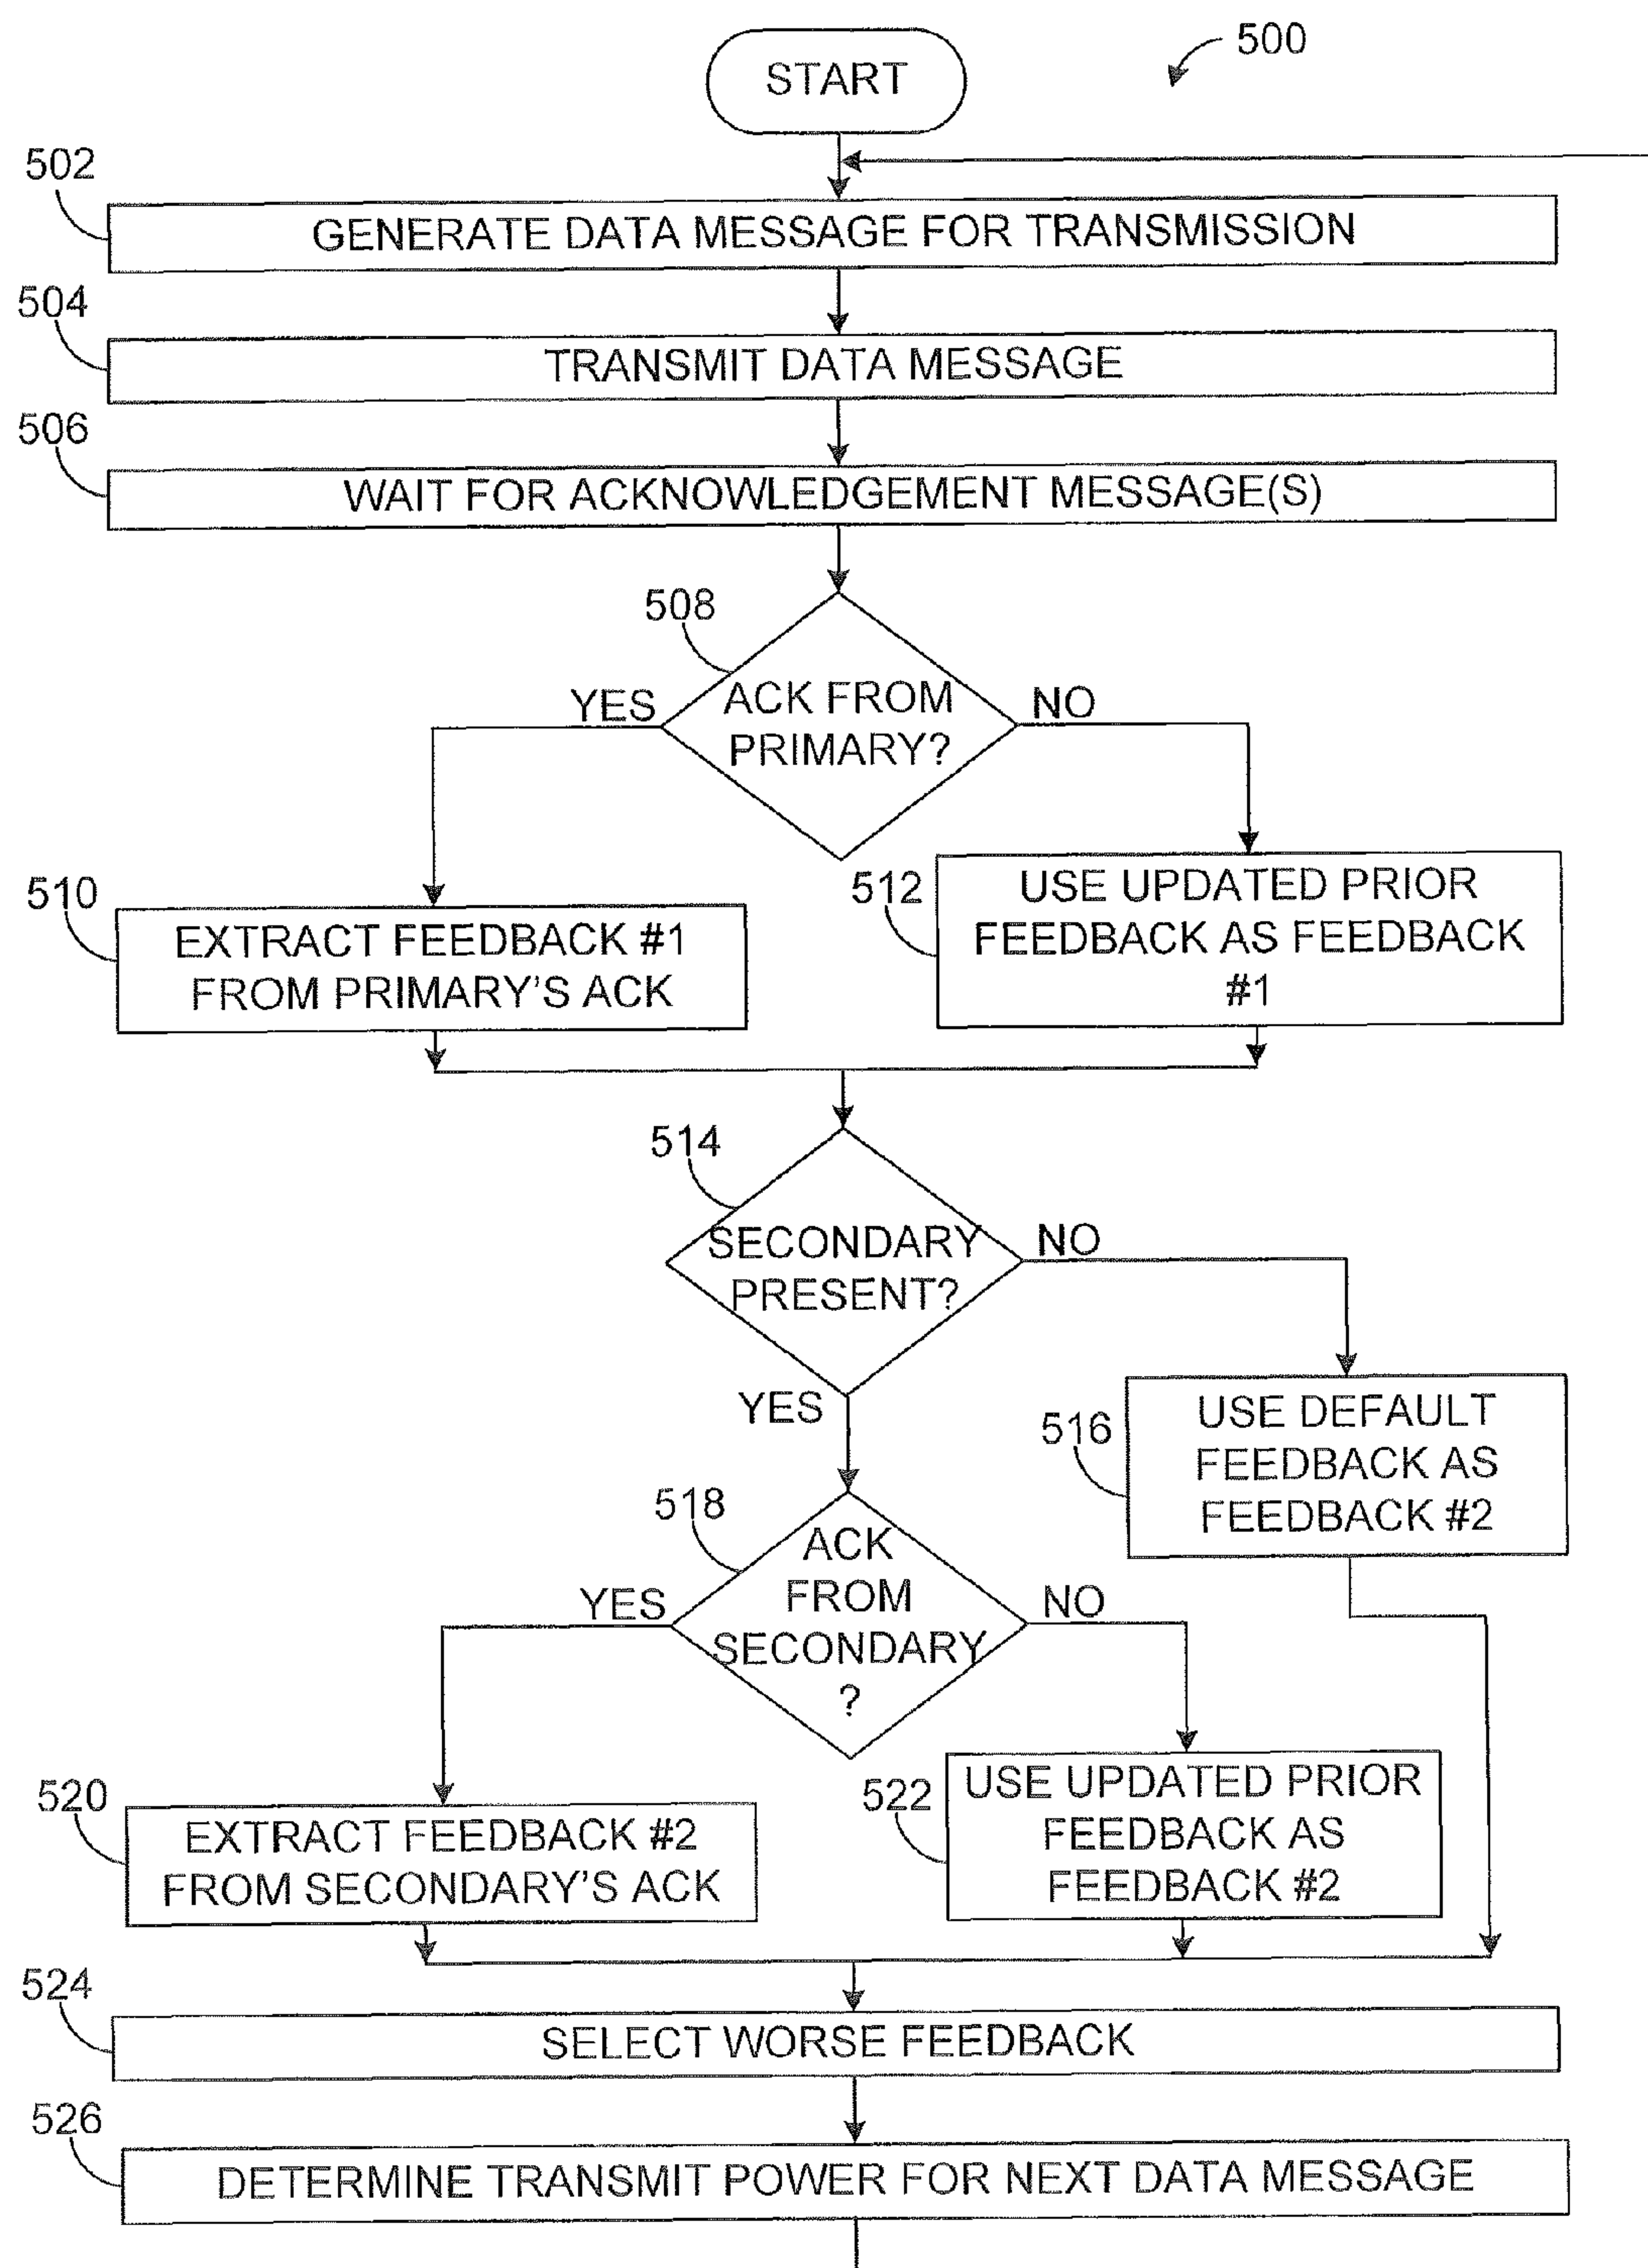 500
START
502
GENERATE DATA MESSAGE FOR TRANSMISSION
504
TRANSMIT DATA MESSAGE
506
WAIT FOR ACKNOWLEDGEMENT MESSAGE(S)
508
ACK FROM
PRIMARY?
YES
NO
510
EXTRACT FEEDBACK #1
FROM PRIMARY'S ACK
512
USE UPDATED PRIOR
FEEDBACK AS FEEDBACK
#1
514
SECONDARY
PRESENT?
NO
YES
516
USE DEFAULT
FEEDBACK AS
FEEDBACK #2
518
ACK
FROM
SECONDARY
?
YES
NO
520
EXTRACT FEEDBACK #2
FROM SECONDARY'S ACK
522
USE UPDATED PRIOR
FEEDBACK AS
FEEDBACK #2
524
SELECT WORSE FEEDBACK
526
DETERMINE TRANSMIT POWER FOR NEXT DATA MESSAGE